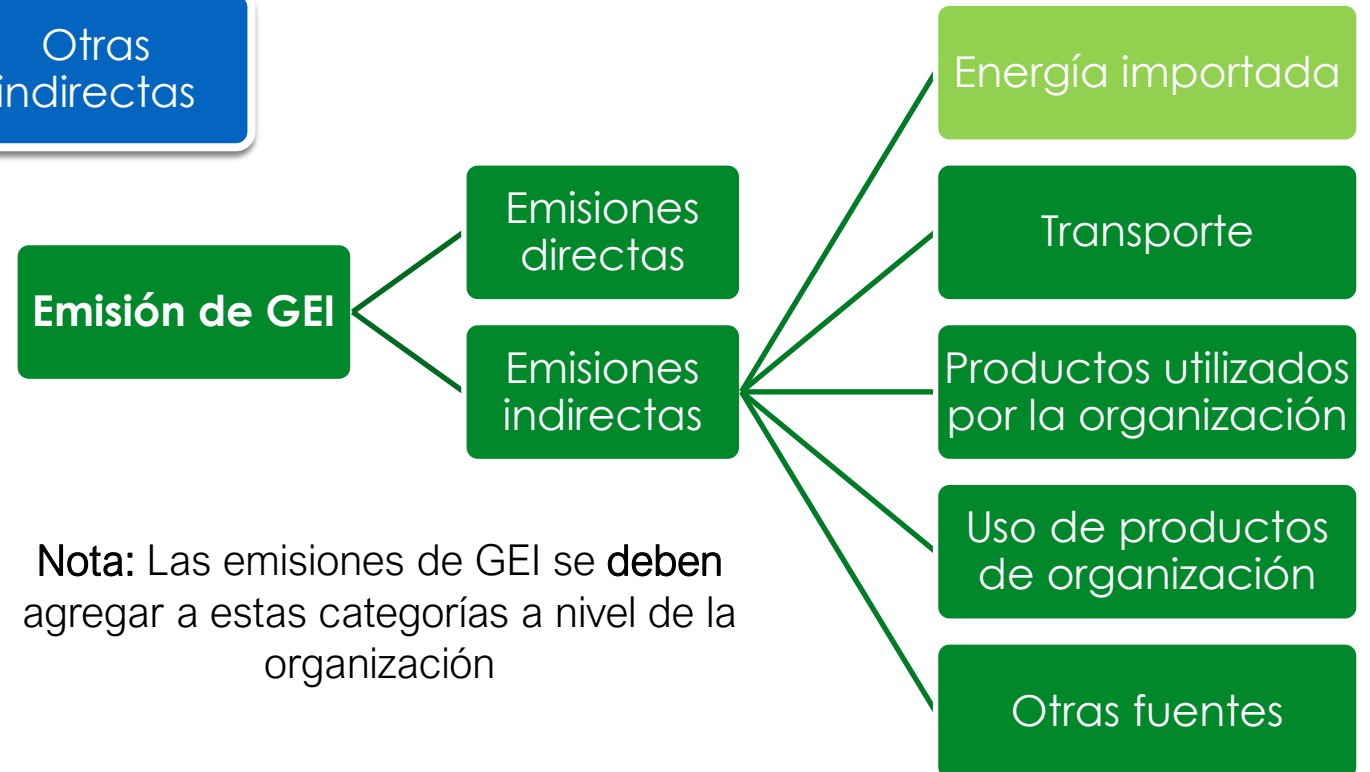 Otras
indirectas
Emisión de GEI
Emisiones
directas
Emisiones
indirectas
Energía importada
Transporte
Productos utilizados
por la organización
Uso de productos
de organización
Otras fuentes
Nota: Las emisiones de GEI se deben
agregar a estas categorías a nivel de la
organización